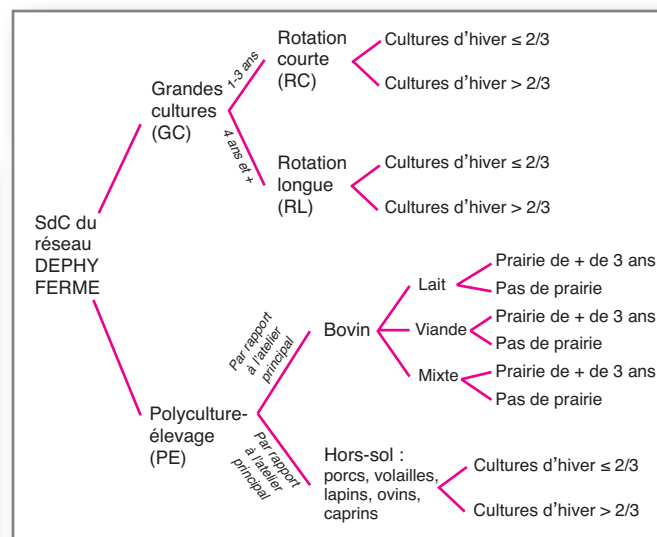 SdC du
réseau
DEPHY
FERME
Grandes
cultures
(GC)
1-3 ans
4 ans et +
Rotation
courte
(RC)
Cultures d'hiver ≤ 2/3
Cultures d'hiver > 2/3
Rotation
longue
(RL)
Cultures d'hiver ≤ 2/3
Cultures d'hiver > 2/3
Polyculture-
élevage
(PE)
Par rapport
à l'atelier
principal
Bovin
Lait
Prairie de + de 3 ans
Pas de prairie
Viande
Prairie de + de 3 ans
Pas de prairie
Mixte
Prairie de + de 3 ans
Pas de prairie
Par rapport
à l'atelier
principal
Hors-sol :
porcs, volailles,
lapins, ovins,
caprins
Cultures d'hiver ≤ 2/3
Cultures d'hiver > 2/3